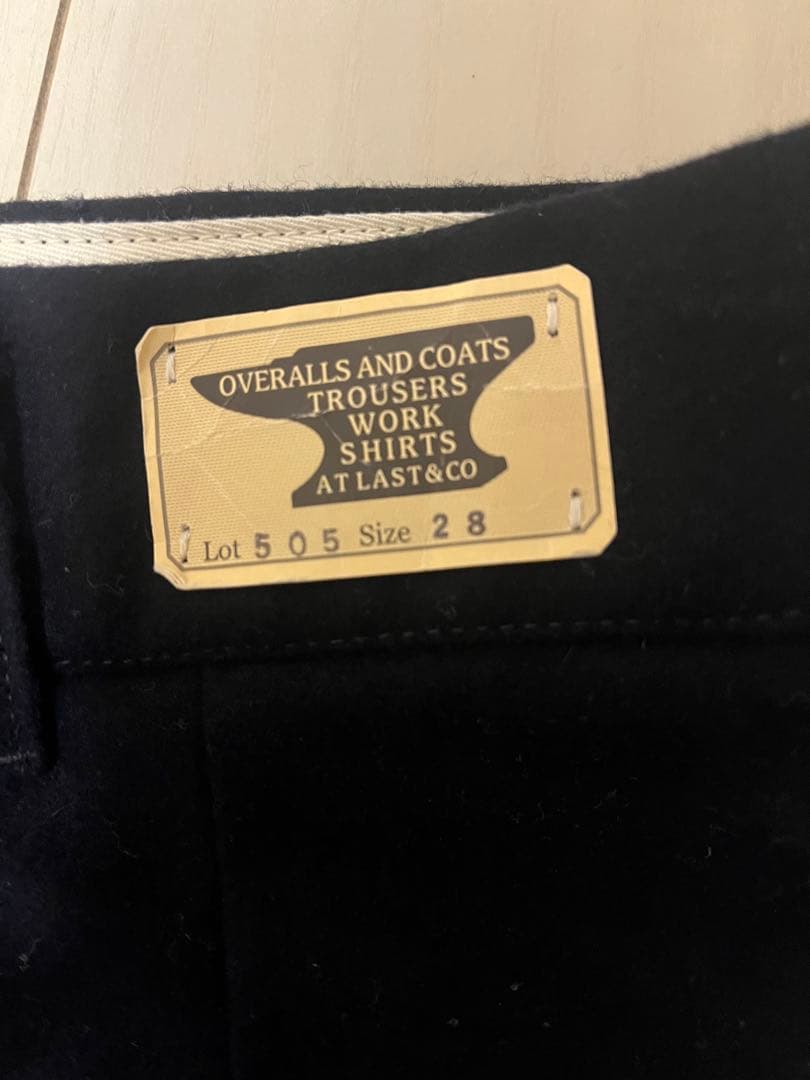 OVERALLS AND COATS
TROUSERS
WORK
SHIRTS
AT LAST & CO
Lot 505 Size 28